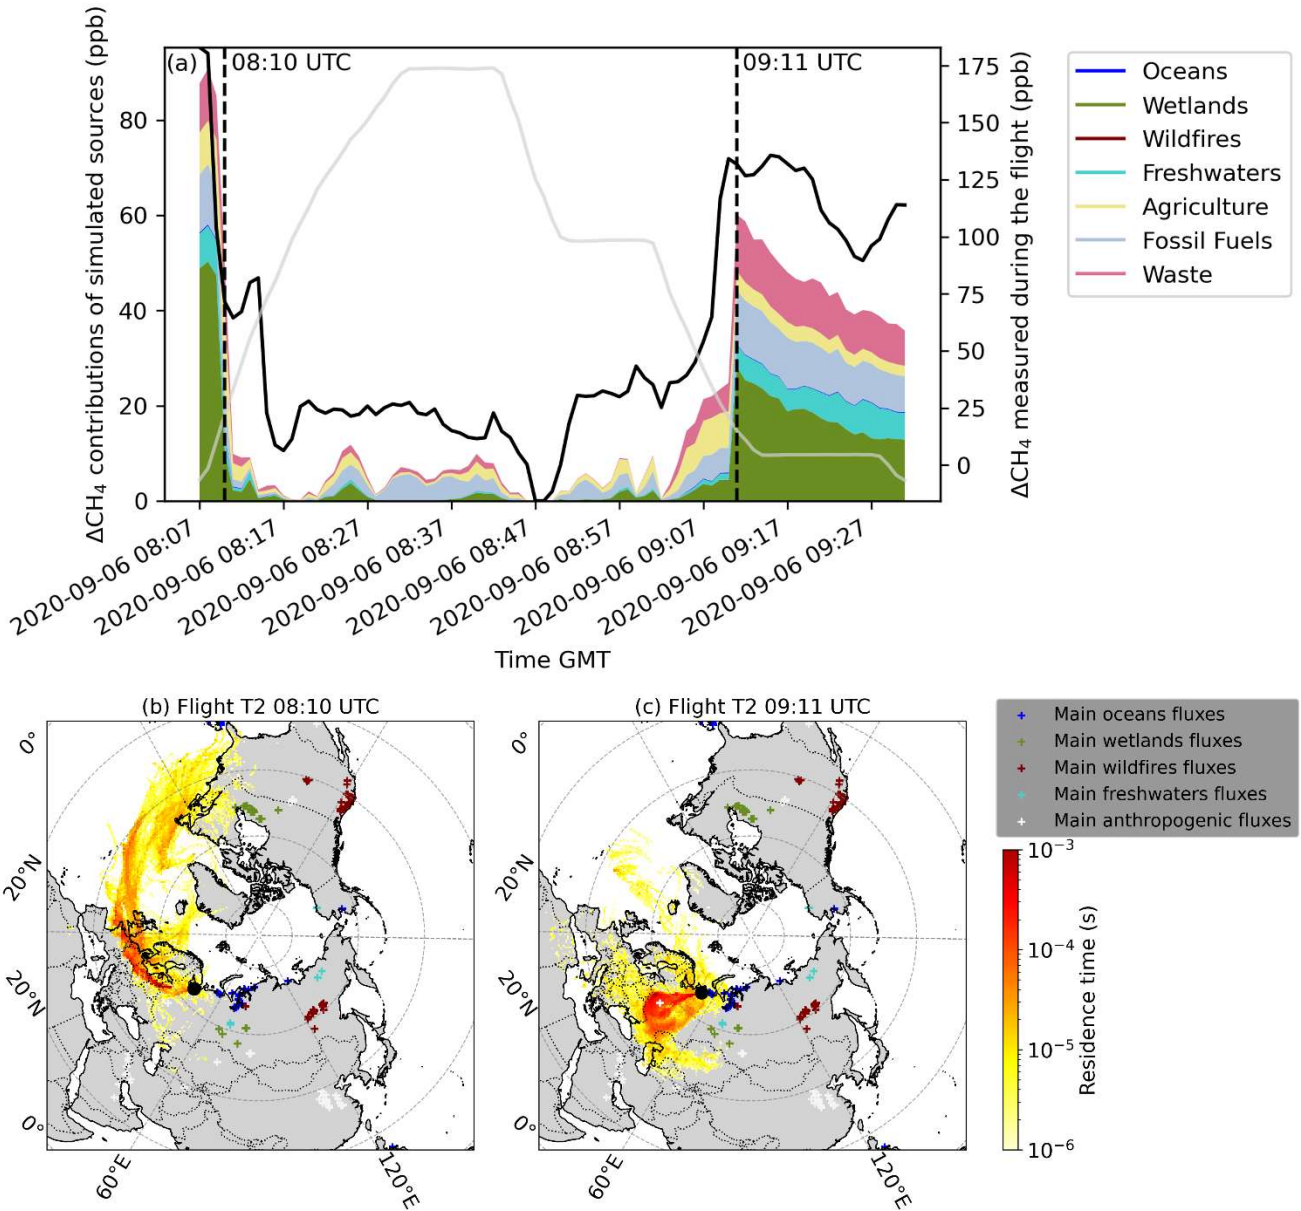 (a)
08:10 UTC
09:11 UTC
ΔCH₄ contributions of simulated sources (ppb)
80
60
40
20
0
ΔCH₄ measured during the flight (ppb)
175
150
125
100
75
50
25
0
2020-09-06 08:07
2020-09-06 08:17
2020-09-06 08:27
2020-09-06 08:37
2020-09-06 08:47
2020-09-06 08:57
2020-09-06 09:07
2020-09-06 09:17
2020-09-06 09:27
Time GMT
Oceans
Wetlands
Wildfires
Freshwaters
Agriculture
Fossil Fuels
Waste
(b) Flight T2 08:10 UTC
0°
20°N
20°N
0°
60°E
120°E
(c) Flight T2 09:11 UTC
0°
20°N
20°N
0°
60°E
120°E
Main oceans fluxes
Main wetlands fluxes
Main wildfires fluxes
Main freshwaters fluxes
Main anthropogenic fluxes
10⁻³
10⁻⁴
10⁻⁵
10⁻⁶
Residence time (s)